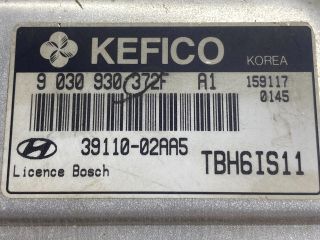 KEFICO KOREA
9 030 930 372F A1 159117
0145
39110-02AA5 TBH6IS11
Licence Bosch